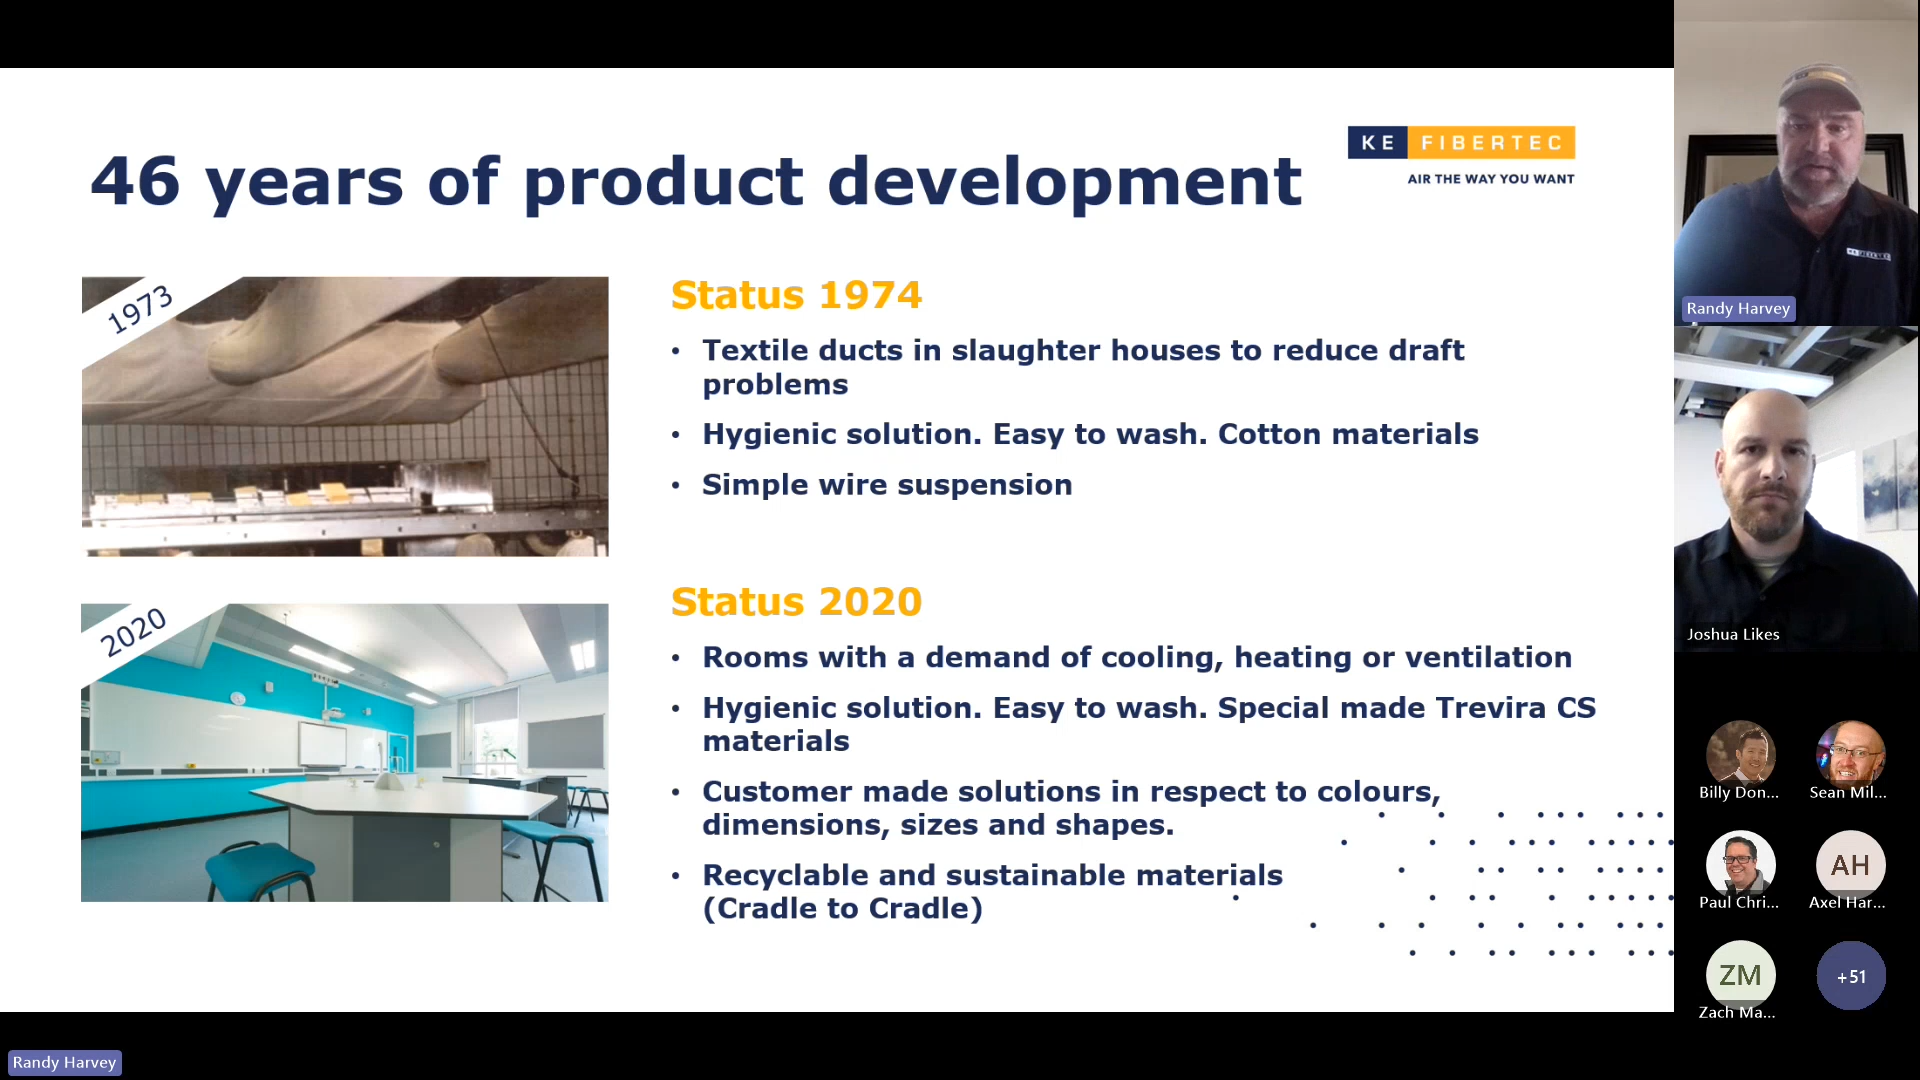 46 years of product development
KE FIBERTEC
AIR THE WAY YOU WANT
1973
Status 1974
• Textile ducts in slaughter houses to reduce draft
problems
• Hygienic solution. Easy to wash. Cotton materials
• Simple wire suspension
2020
Status 2020
• Rooms with a demand of cooling, heating or ventilation
• Hygienic solution. Easy to wash. Special made Trevira CS
materials
• Customer made solutions in respect to colours,
dimensions, sizes and shapes.
• Recyclable and sustainable materials
(Cradle to Cradle)
Randy Harvey
Joshua Likes
Billy Don...
Sean Mil...
Paul Chri...
AH
Axel Har...
ZM
Zach Ma...
+51
Randy Harvey